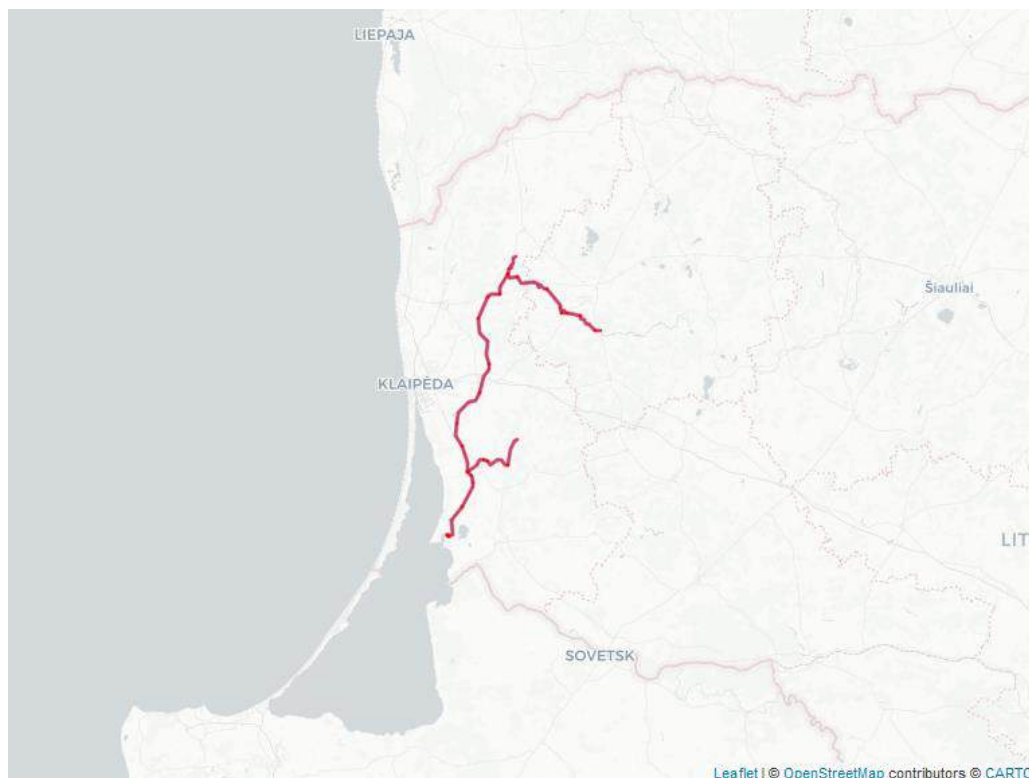 LIEPAJA
Šiauliai
KLAIPĖDA
LIT
SOVETSK
Leaflet | © OpenStreetMap contributors © CARTO